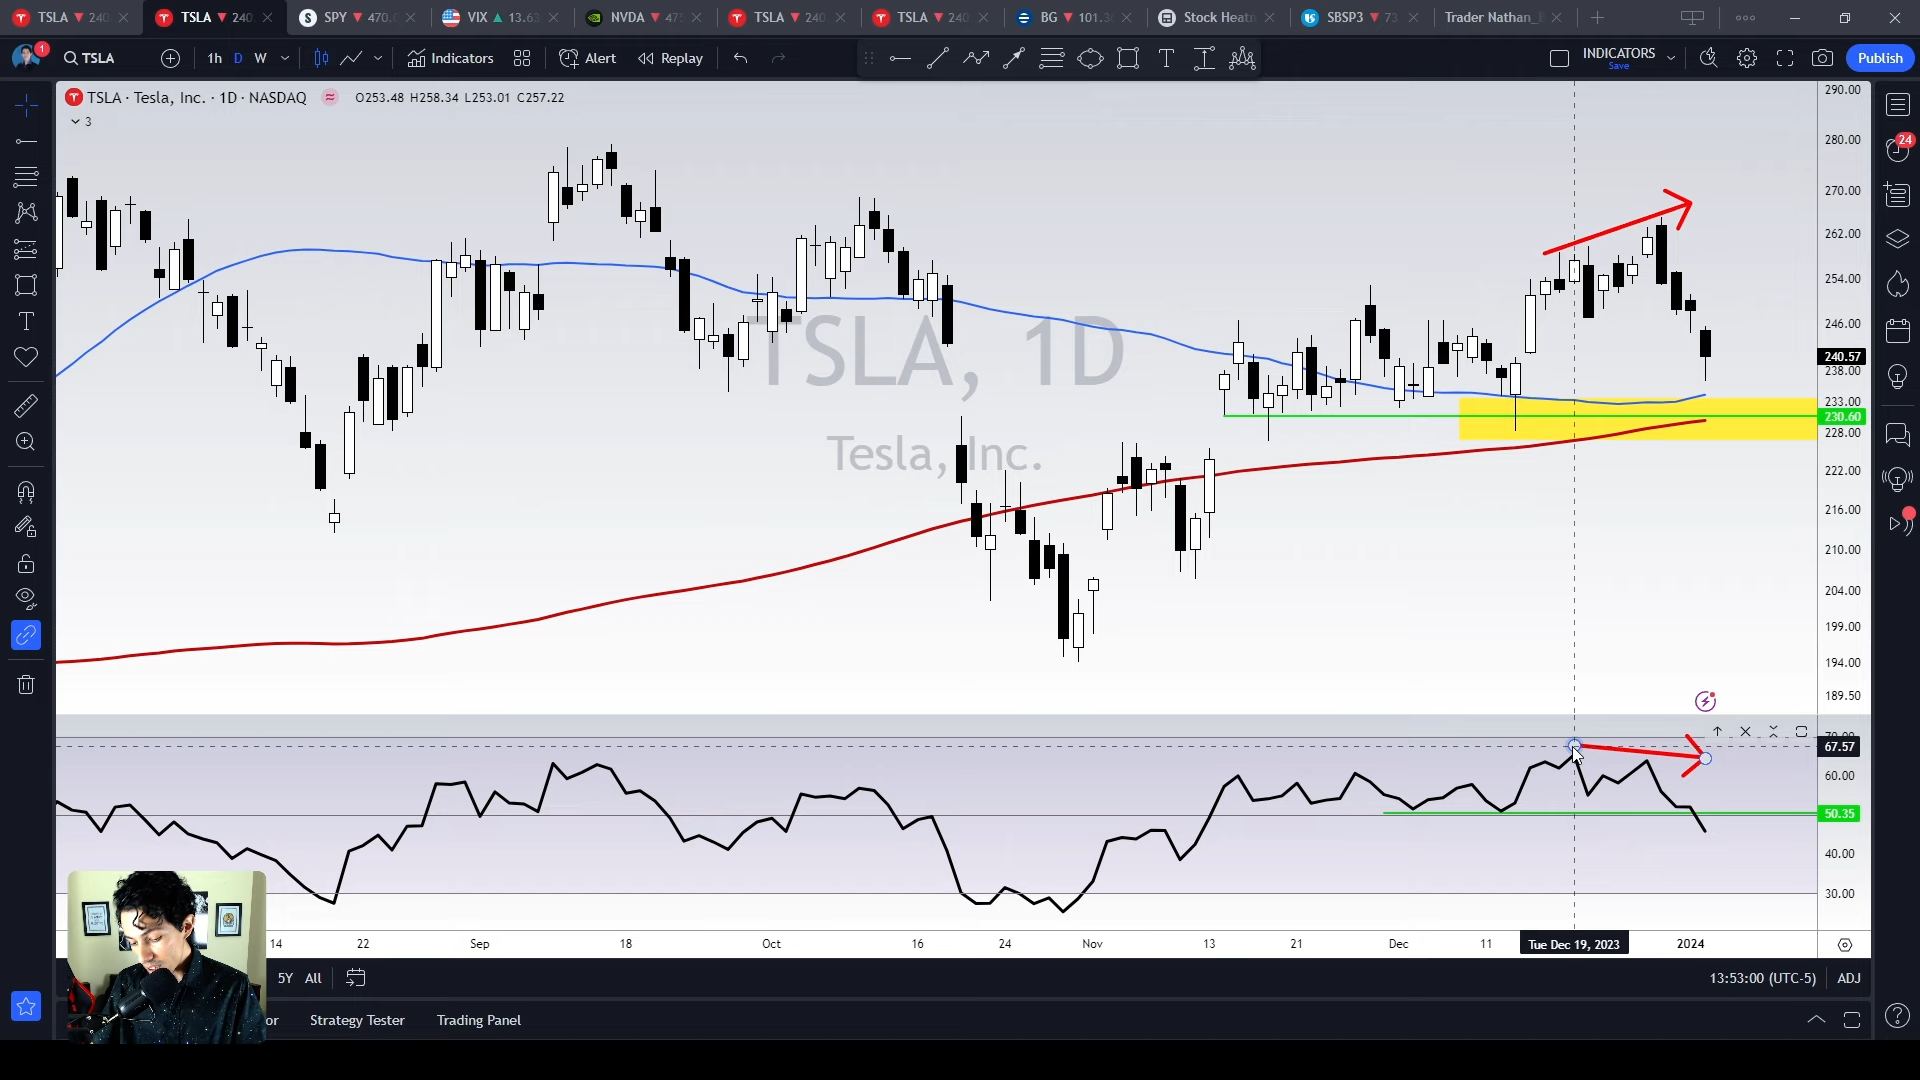 TSLA ▼ 240
TSLA ▼ 240.
SPY ▼ 470.
VIX ▲ 13.63
NVDA ▼ 475
TSLA ▼ 240
TSLA ▼ 240
BG ▼ 101.3
Stock Heatm
SBSP3 ▼ 73
Trader Nathan_E
1
TSLA
1h D W
Indicators
Alert
Replay
INDICATORS
Save
Publish
TSLA · Tesla, Inc. · 1D · NASDAQ
O253.48 H258.34 L253.01 C257.22
3
TSLA, 1D
Tesla, Inc.
290.00
280.00
270.00
262.00
254.00
246.00
240.57
238.00
233.00
230.60
228.00
222.00
216.00
210.00
204.00
199.00
194.00
189.50
70.00
67.57
60.00
50.35
40.00
30.00
24
14 22 Sep 18 Oct 16 24 Nov 13 21 Dec 11 Tue Dec 19, 2023 2024
5Y All
13:53:00 (UTC-5) ADJ
or Strategy Tester Trading Panel